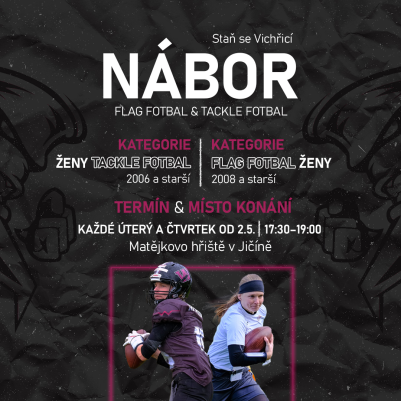 Staň se Vichřicí
NÁBOR
FLAG FOTBAL & TACKLE FOTBAL
KATEGORIE
ŽENY TACKLE FOTBAL
2006 a starší
KATEGORIE
FLAG FOTBAL ŽENY
2008 a starší
TERMÍN & MÍSTO KONÁNÍ
KAŽDÉ ÚTERÝ A ČTVRTEK OD 2.5. | 17:30-19:00
Matějkovo hřiště v Jičíně